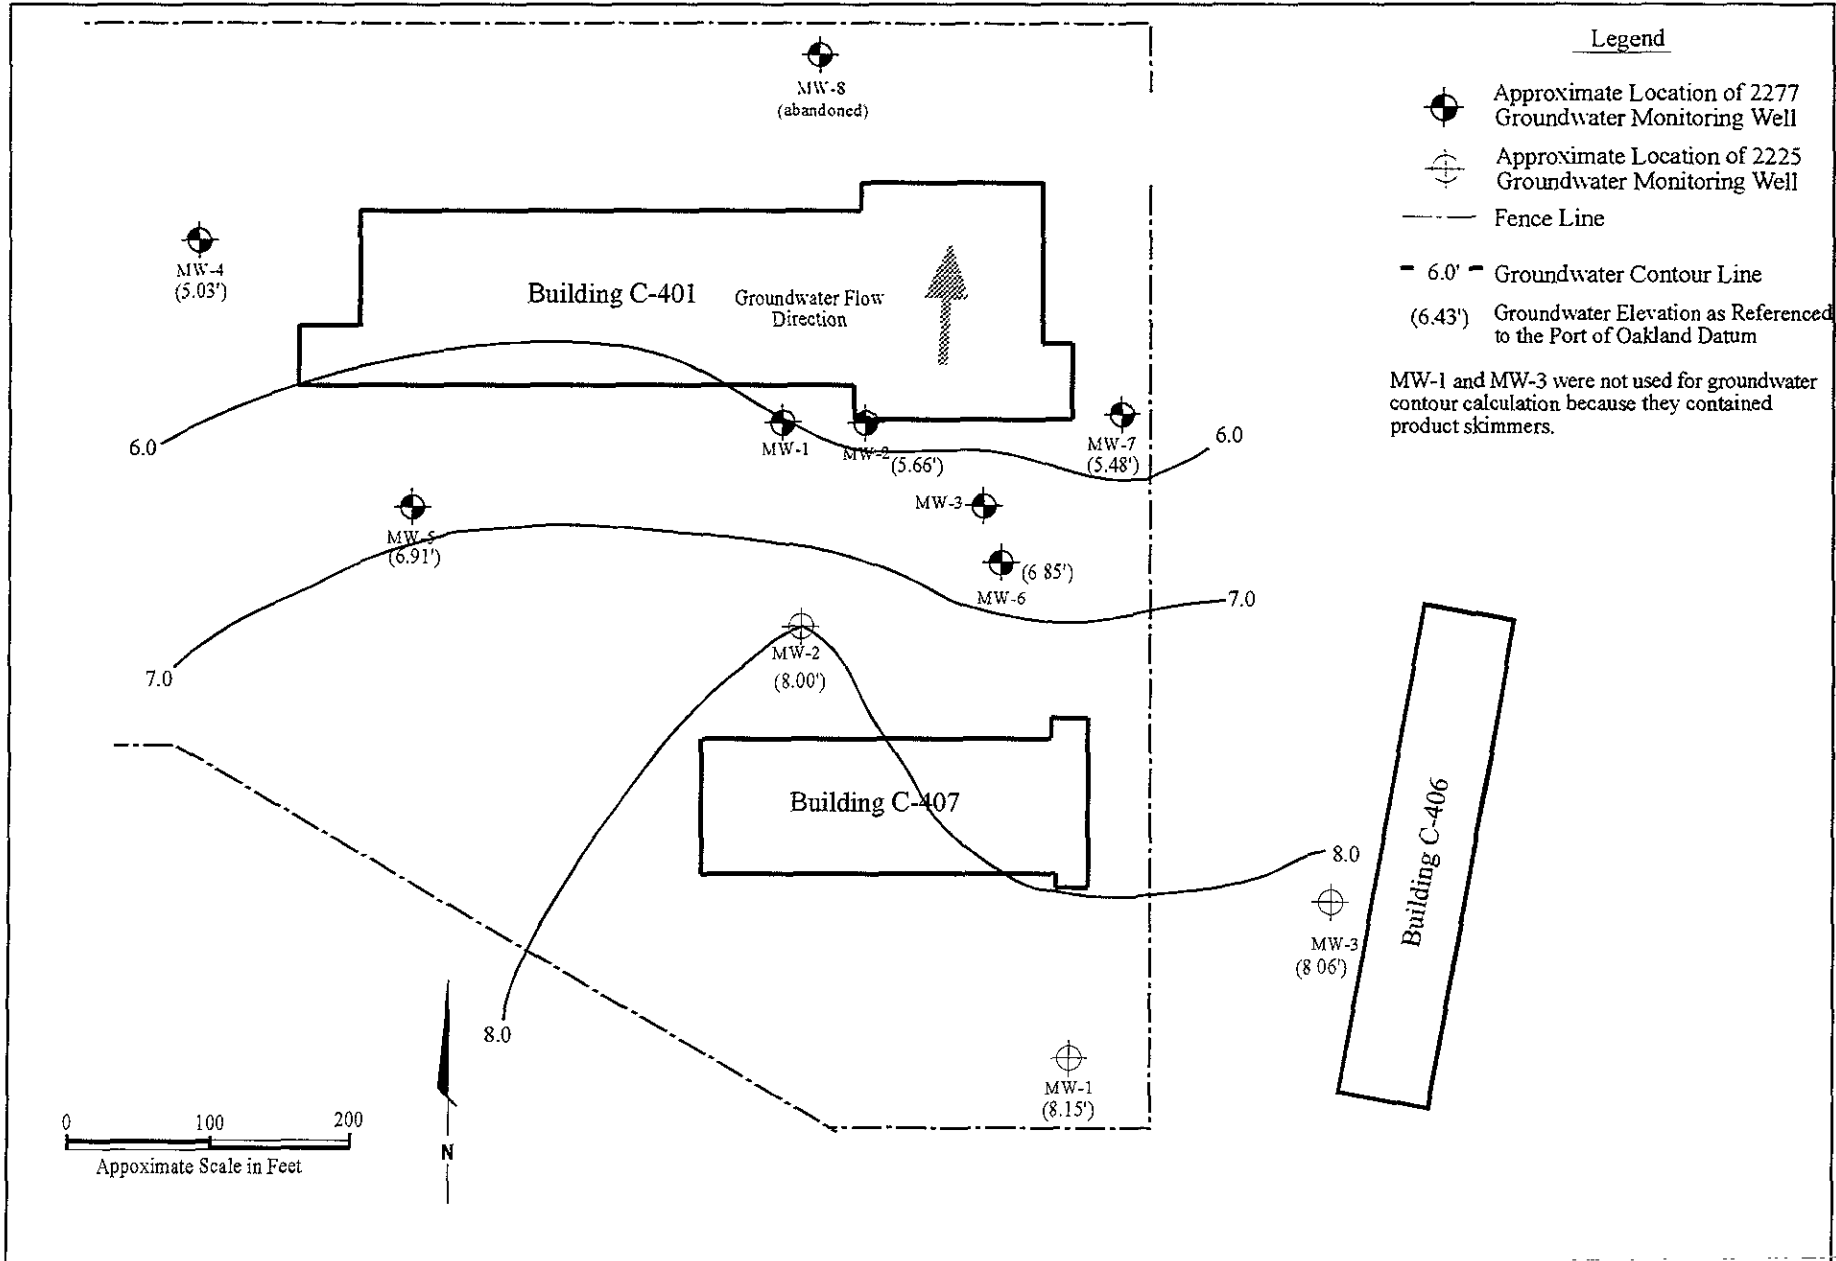 Legend
Approximate Location of 2277
Groundwater Monitoring Well
Approximate Location of 2225
Groundwater Monitoring Well
Fence Line
6.0' Groundwater Contour Line
(6.43') Groundwater Elevation as Referenced
to the Port of Oakland Datum
MW-1 and MW-3 were not used for groundwater
contour calculation because they contained
product skimmers.
MW-8
(abandoned)
MW-4
(5.03')
Building C-401
Groundwater Flow
Direction
6.0
MW-1
MW-2
(5.66')
MW-7
(5.48')
6.0
MW-5
(6.91')
MW-3
(6 85')
MW-6
7.0
7.0
MW-2
(8.00')
Building C-407
8.0
Building C-406
MW-3
(8 06')
8.0
MW-1
(8.15')
0 100 200
Appoximate Scale in Feet
N